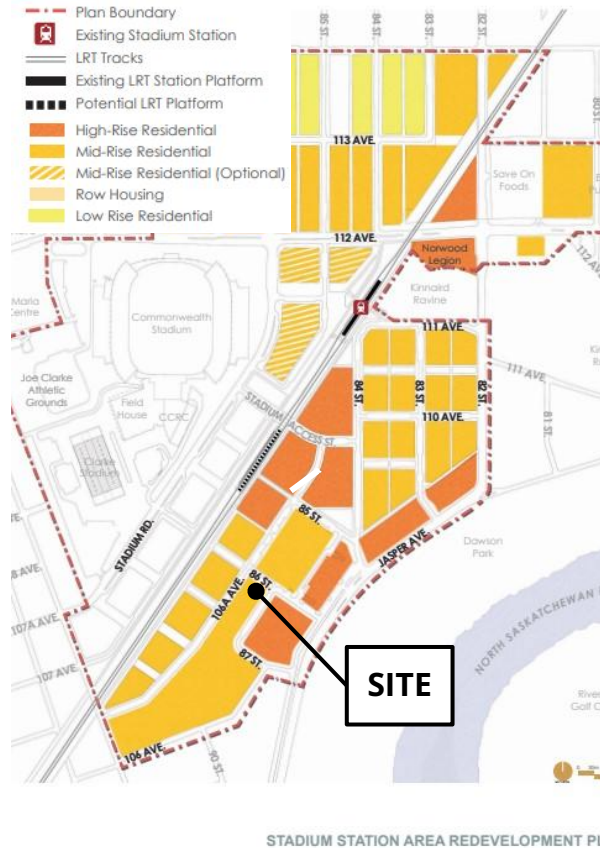 Plan Boundary
Existing Stadium Station
LRT Tracks
Existing LRT Station Platform
Potential LRT Platform
High-Rise Residential
Mid-Rise Residential
Mid-Rise Residential (Optional)
Row Housing
Low Rise Residential
85 ST.
84 ST.
83 ST.
82 ST.
80 ST.
113 AVE.
Save On
Foods
112 AVE.
112 AVE.
Norwood
Legion
Kinnaird
Ravine
Commonwealth
Stadium
111 AVE.
111 AVE.
Joe Clarke
Athletic
Grounds
Field
House
CCRC
84 ST.
83 ST.
82 ST.
81 ST.
STADIUM ACCESS ST.
110 AVE.
Clarke
Stadium
STADIUM RD.
85 ST.
JASPER AVE.
Dawson
Park
86 ST.
106A AVE.
107A AVE.
107 AVE.
87 ST.
SITE
NORTH SASKATCHEWAN
106 AVE.
90 ST.
STADIUM STATION AREA REDEVELOPMENT